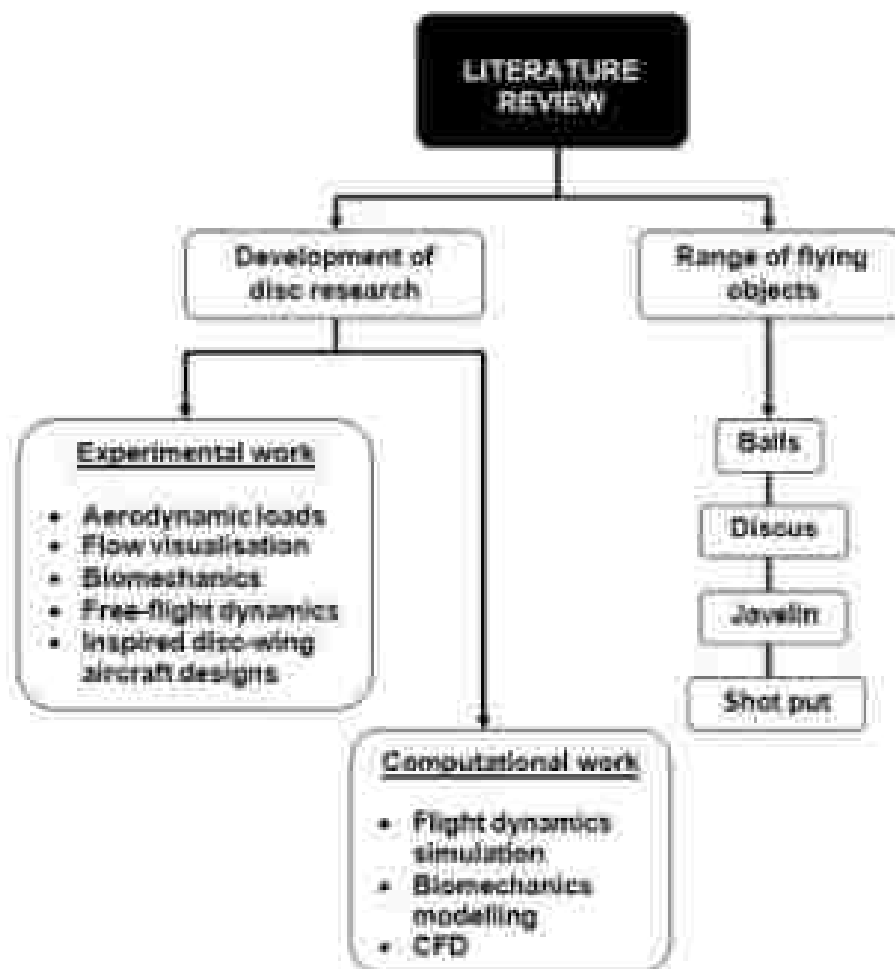 LITERATURE
REVIEW
Development of
disc research
Range of flying
objects
Experimental work
• Aerodynamic loads
• Flow visualisation
• Biomechanics
• Free-flight dynamics
• Inspired disc-wing
aircraft designs
Balls
Discus
Javelin
Shot put
Computational work
• Flight dynamics
simulation
• Biomechanics
modelling
• CFD